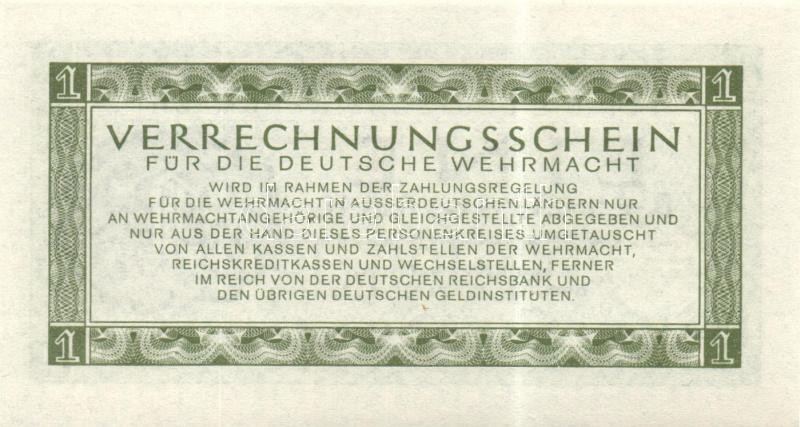 1 1
VERRECHNUNGSSCHEIN
FÜR DIE DEUTSCHE WEHRMACHT
WIRD IM RAHMEN DER ZAHLUNGSREGELUNG
FÜR DIE WEHRMACHT IN AUSSERDEUTSCHEN LÄNDERN NUR
AN WEHRMACHTANGEHÖRIGE UND GLEICHGESTELLTE ABGEGEBEN UND
NUR AUS DER HAND DIESES PERSONENKREISES UMGETAUSCHT
VON ALLEN KASSEN UND ZAHLSTELLEN DER WEHRMACHT,
REICHSKREDITKASSEN UND WECHSELSTELLEN, FERNER
IM REICH VON DER DEUTSCHEN REICHSBANK UND
DEN ÜBRIGEN DEUTSCHEN GELDINSTITUTEN.
1 1